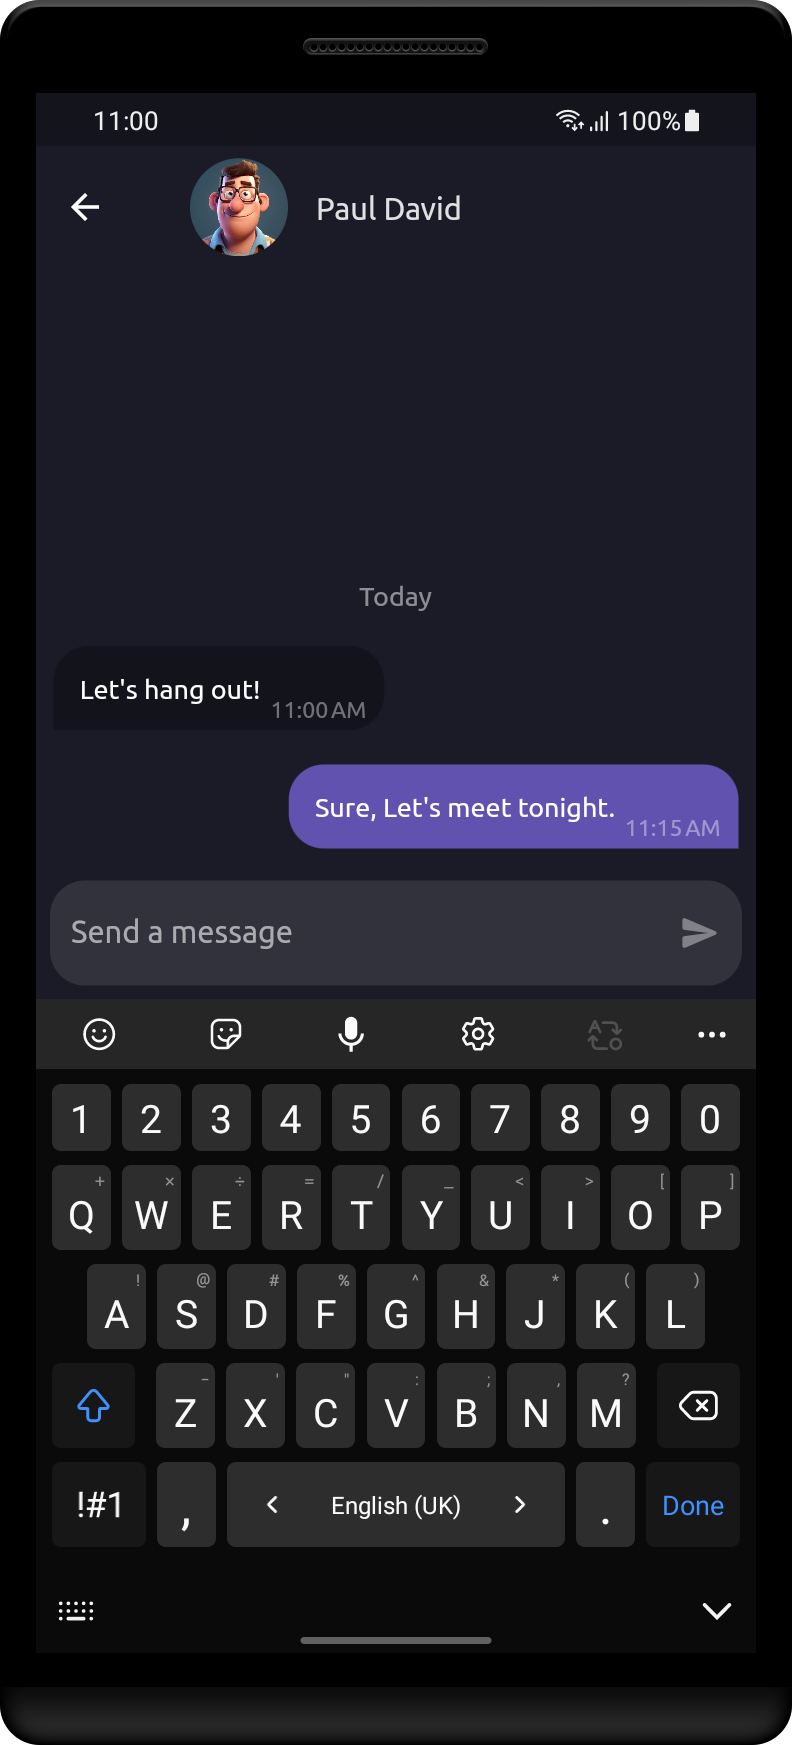 11:00 100%
Paul David
Today
Let's hang out!
11:00 AM
Sure, Let's meet tonight.
11:15 AM
Send a message
1 2 3 4 5 6 7 8 9 0
+ × ÷ = / _ < > [ ]
Q W E R T Y U I O P
! @ # % ^ & * ( )
A S D F G H J K L
- ' " : ; , ?
Z X C V B N M
!#1 , < English (UK) > . Done